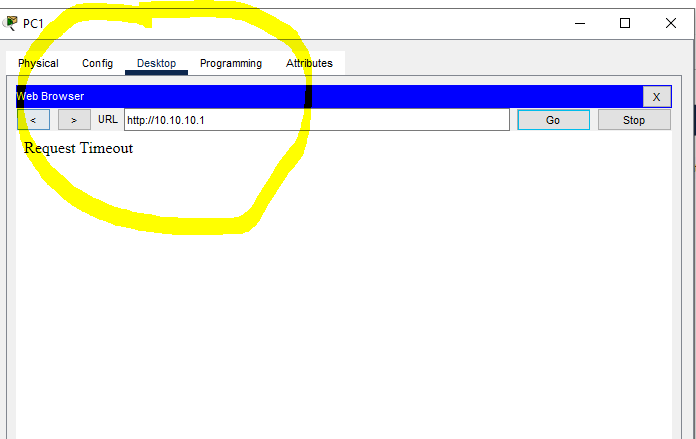 PC1
Physical Config Desktop Programming Attributes
Web Browser X
< > URL http://10.10.10.1 Go Stop
Request Timeout